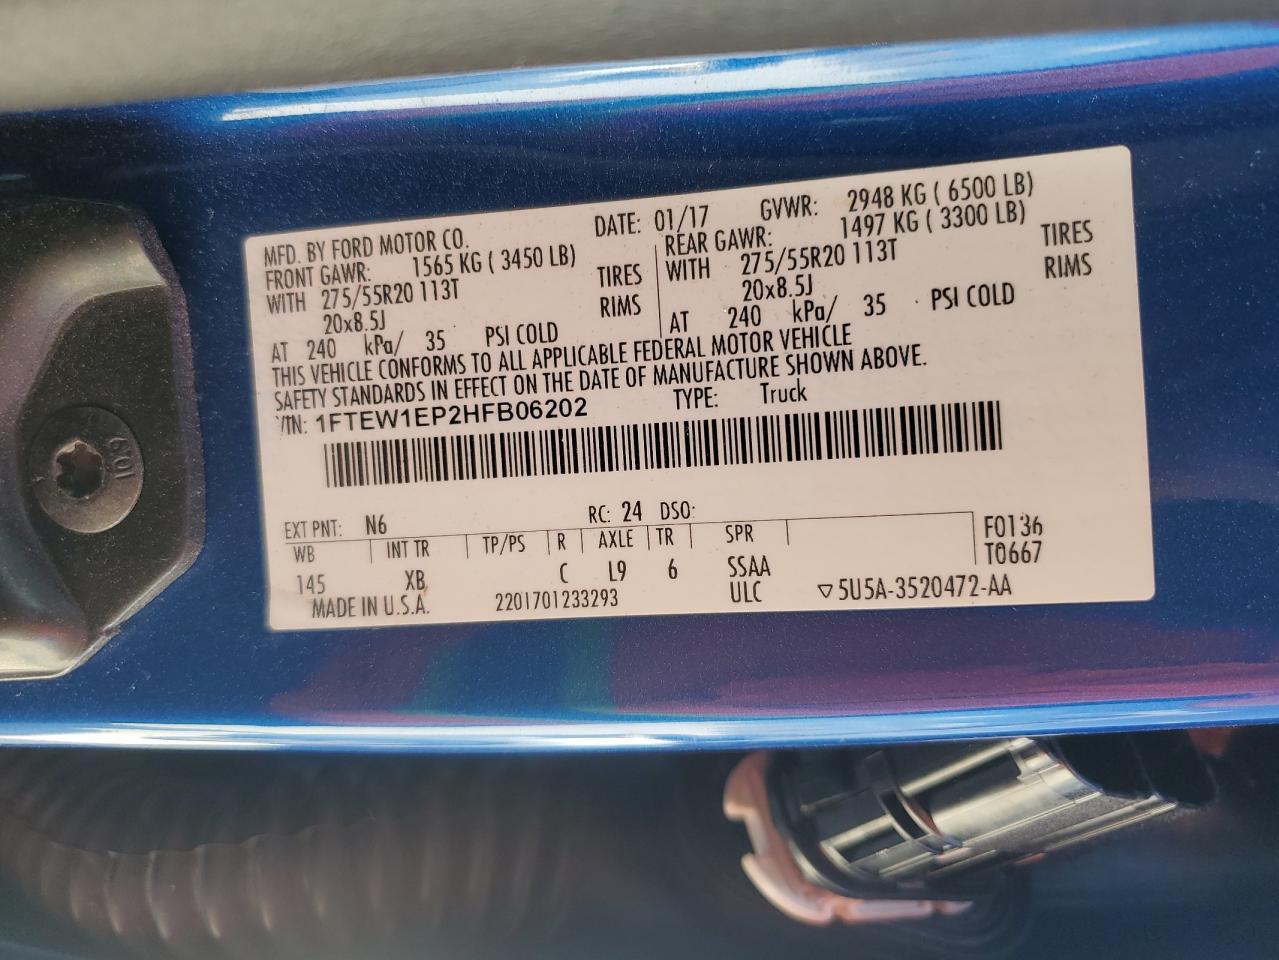 MFD. BY FORD MOTOR CO. DATE: 01/17 GVWR: 2948 KG ( 6500 LB)
FRONT GAWR: 1565 KG ( 3450 LB) REAR GAWR: 1497 KG ( 3300 LB)
WITH 275/55R20 113T TIRES WITH 275/55R20 113T TIRES
20x8.5J RIMS 20x8.5J RIMS
AT 240 kPa/ 35 PSI COLD AT 240 kPa/ 35 PSI COLD
THIS VEHICLE CONFORMS TO ALL APPLICABLE FEDERAL MOTOR VEHICLE
SAFETY STANDARDS IN EFFECT ON THE DATE OF MANUFACTURE SHOWN ABOVE.
VIN: 1FTEW1EP2HFB06202 TYPE: Truck
EXT PNT: N6 RC: 24 DSO:
WB INT TR TP/PS R AXLE TR SPR F0136
T0667
145 XB C L9 6 SSAA
MADE IN U.S.A. 2201701233293 ULC ▽5U5A-3520472-AA
10.9